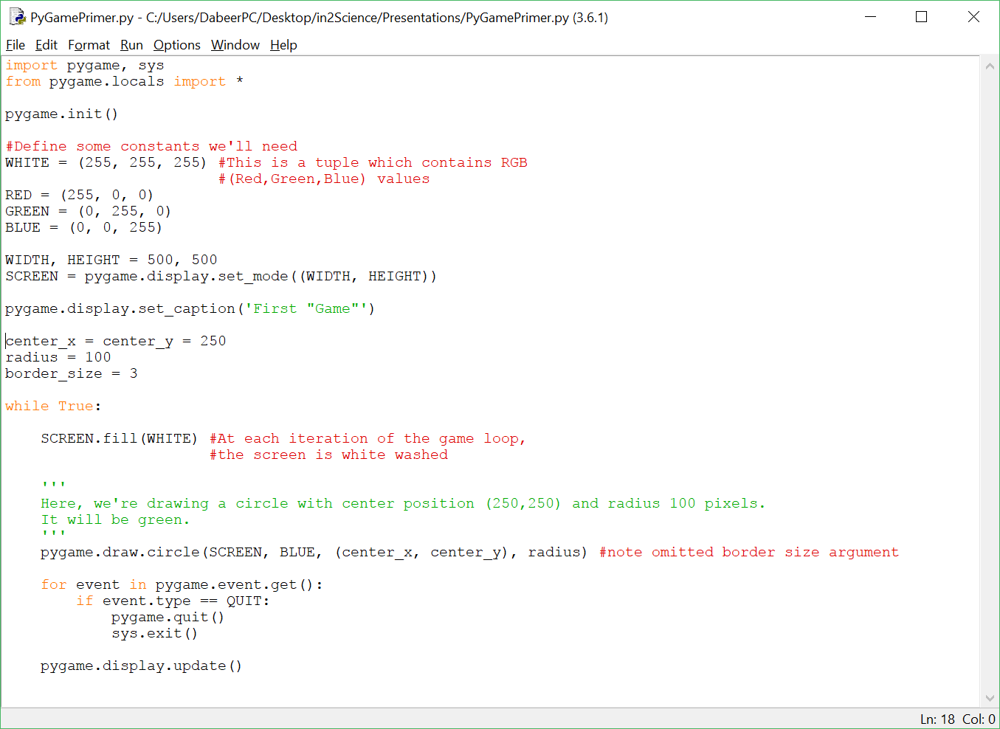 PyGamePrimer.py - C:/Users/DabeerPC/Desktop/in2Science/Presentations/PyGamePrimer.py (3.6.1)
File Edit Format Run Options Window Help
import pygame, sys
from pygame.locals import *

pygame.init()

#Define some constants we'll need
WHITE = (255, 255, 255) #This is a tuple which contains RGB
                        #(Red,Green,Blue) values
RED = (255, 0, 0)
GREEN = (0, 255, 0)
BLUE = (0, 0, 255)

WIDTH, HEIGHT = 500, 500
SCREEN = pygame.display.set_mode((WIDTH, HEIGHT))

pygame.display.set_caption('First "Game"')

center_x = center_y = 250
radius = 100
border_size = 3

while True:

    SCREEN.fill(WHITE) #At each iteration of the game loop,
                       #the screen is white washed

    '''
    Here, we're drawing a circle with center position (250,250) and radius 100 pixels.
    It will be green.
    '''
    pygame.draw.circle(SCREEN, BLUE, (center_x, center_y), radius) #note omitted border size argument

    for event in pygame.event.get():
        if event.type == QUIT:
            pygame.quit()
            sys.exit()

    pygame.display.update()

Ln: 18 Col: 0